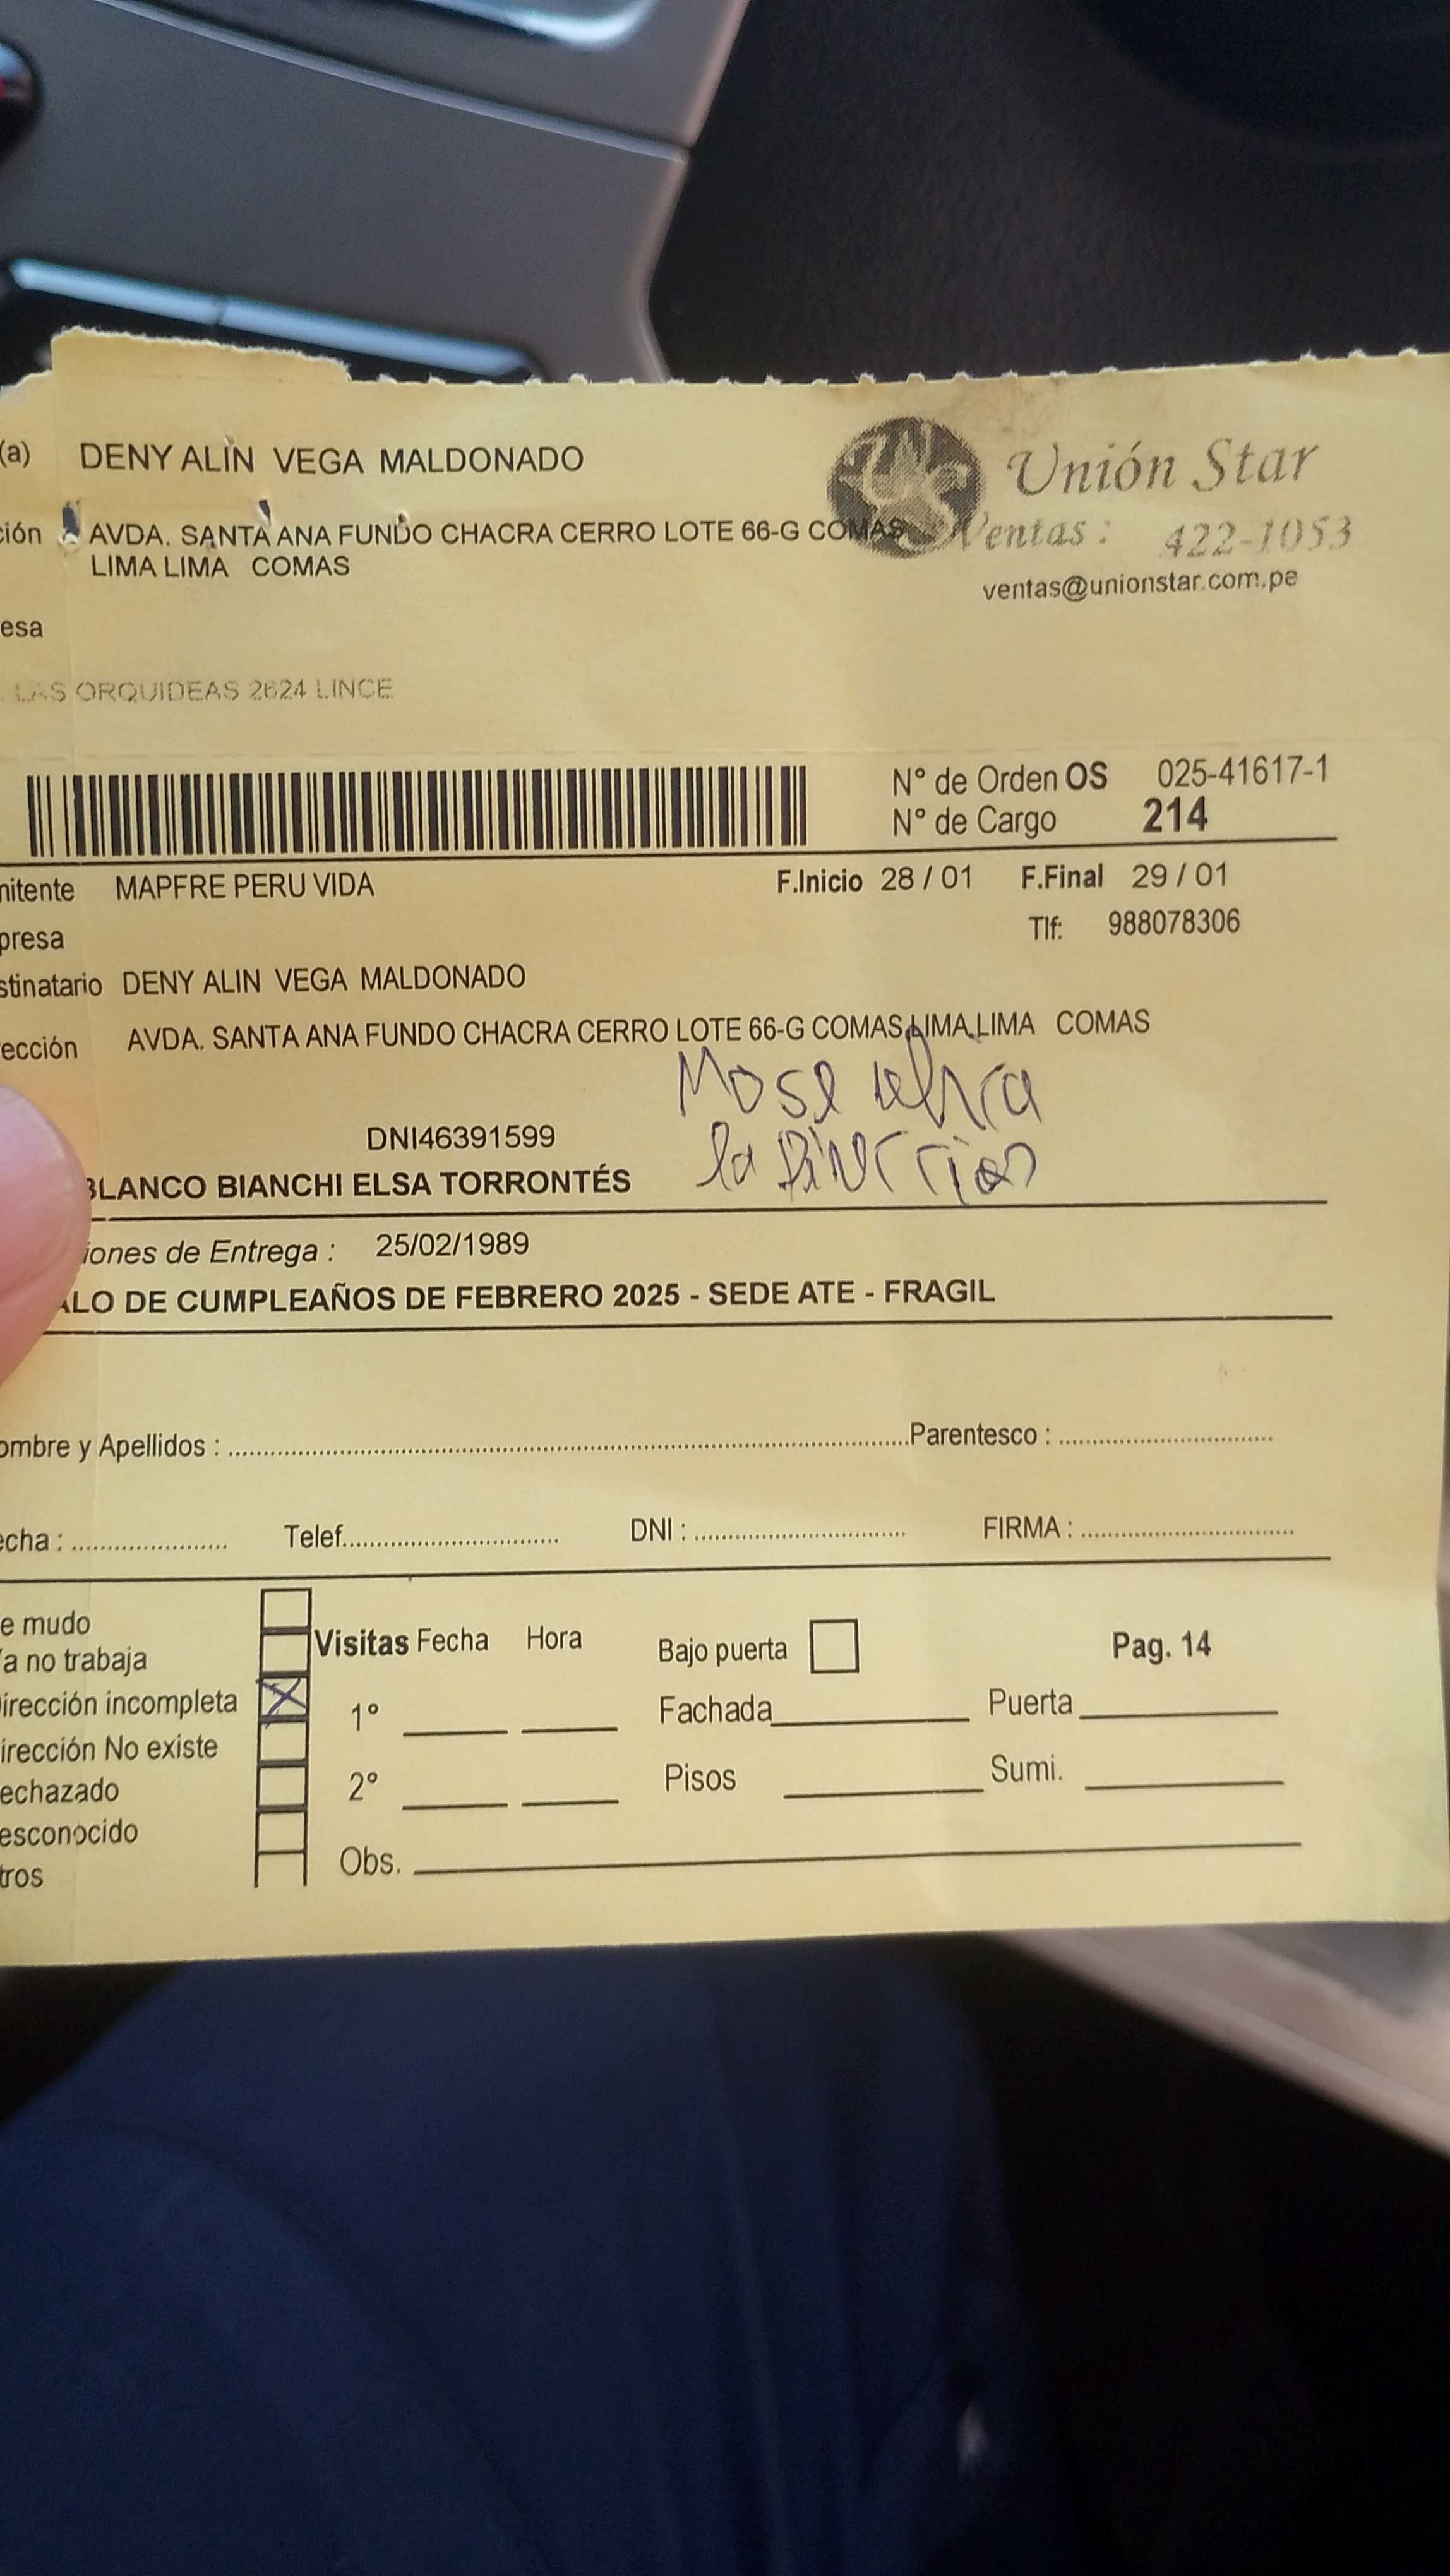 (a) DENY ALIN VEGA MALDONADO
Unión Star
ción AVDA. SANTA ANA FUNDO CHACRA CERRO LOTE 66-G COMAS
Ventas : 422-1053
LIMA LIMA COMAS
ventas@unionstar.com.pe
esa
LAS ORQUIDEAS 2624 LINCE
N° de Orden OS 025-41617-1
N° de Cargo 214
mitente MAPFRE PERU VIDA F.Inicio 28 / 01 F.Final 29 / 01
presa Tlf: 988078306
stinatario DENY ALIN VEGA MALDONADO
ección AVDA. SANTA ANA FUNDO CHACRA CERRO LOTE 66-G COMAS,LIMA,LIMA COMAS
DNI46391599
BLANCO BIANCHI ELSA TORRONTÉS
iones de Entrega : 25/02/1989
ALO DE CUMPLEAÑOS DE FEBRERO 2025 - SEDE ATE - FRAGIL
ombre y Apellidos : Parentesco :
echa : Telef. DNI : FIRMA :
e mudo
Visitas Fecha Hora Bajo puerta Pag. 14
a no trabaja
irección incompleta 1° Fachada Puerta
irección No existe
echazado 2° Pisos Sumi.
esconocido
tros Obs.